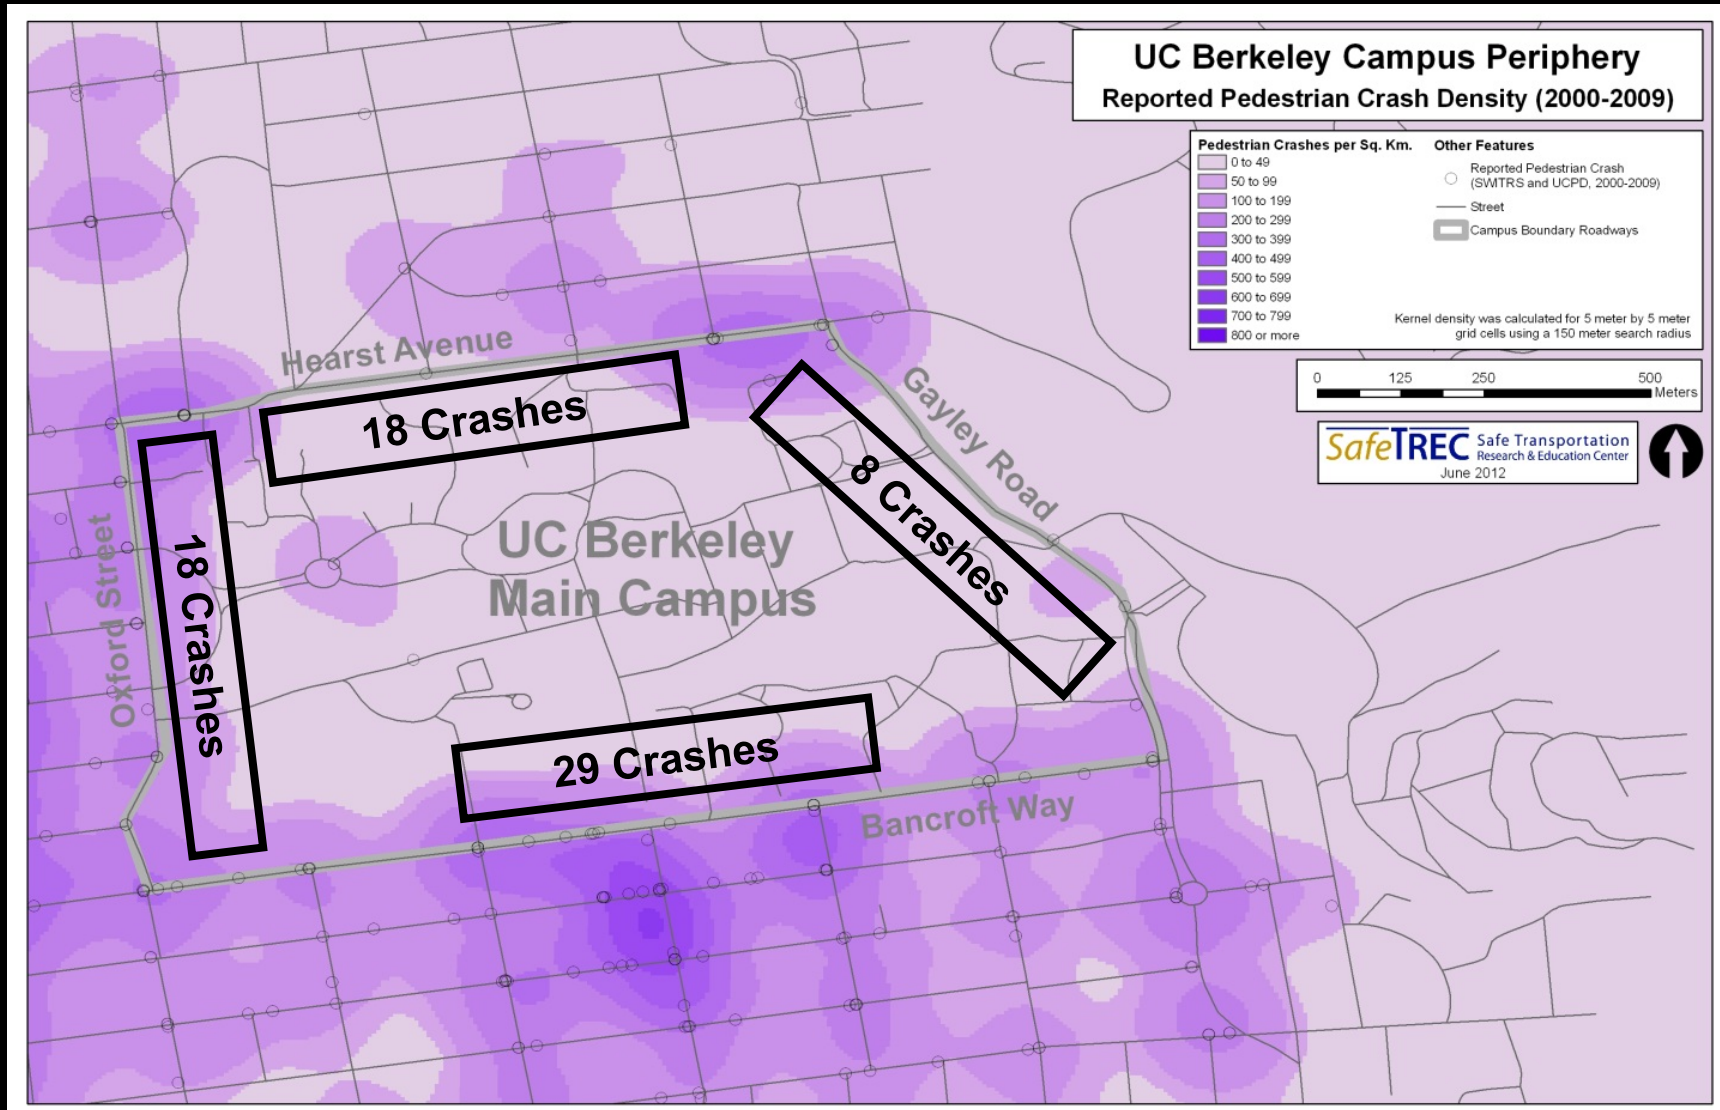 UC Berkeley Campus Periphery
Reported Pedestrian Crash Density (2000-2009)
Pedestrian Crashes per Sq. Km.
0 to 49
50 to 99
100 to 199
200 to 299
300 to 399
400 to 499
500 to 599
600 to 699
700 to 799
800 or more
Other Features
Reported Pedestrian Crash
(SWITRS and UCPD, 2000-2009)
Street
Campus Boundary Roadways
Kernel density was calculated for 5 meter by 5 meter
grid cells using a 150 meter search radius
0 125 250 500
Meters
SafeTREC Safe Transportation
Research & Education Center
June 2012
Hearst Avenue
18 Crashes
Gayley Road
8 Crashes
Oxford Street
18 Crashes
UC Berkeley
Main Campus
29 Crashes
Bancroft Way